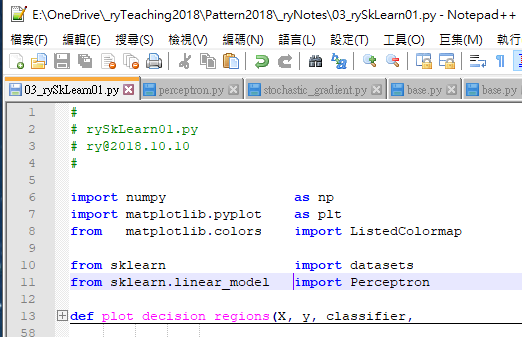 E:\OneDrive\_ryTeaching2018\Pattern2018\_ryNotes\03_rySkLearn01.py - Notepad++
檔案(F) 編輯(E) 搜尋(S) 檢視(V) 編碼(N) 語言(L) 設定(T) 工具(O) 巨集(M) 執行
03_rySkLearn01.py perceptron.py stochastic_gradient.py base.py base.py
1 #
2 # rySkLearn01.py
3 # ry@2018.10.10
4 #
5
6 import numpy as np
7 import matplotlib.pyplot as plt
8 from matplotlib.colors import ListedColormap
9
10 from sklearn import datasets
11 from sklearn.linear_model import Perceptron
12
13 def plot_decision_regions(X, y, classifier,
58